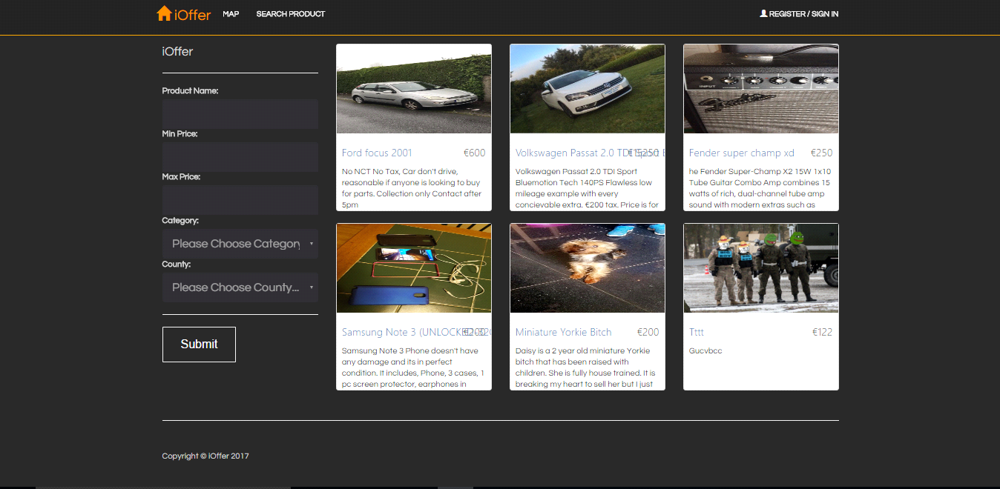 iOffer MAP SEARCH PRODUCT REGISTER / SIGN IN
iOffer
Product Name:
Min Price:
Max Price:
Category:
Please Choose Category
County:
Please Choose County...
Submit
Ford focus 2001 €600
No NCT No Tax, Car don't drive,
reasonable if anyone is looking to buy
for parts. Collection only Contact after
5pm
Volkswagen Passat 2.0 TDI Sport €15250
Volkswagen Passat 2.0 TDI Sport
Bluemotion Tech 140PS Flawless low
mileage example with every
concievable extra. €200 tax. Price is for
INPUT
Fender
Fender super champ xd €250
he Fender Super-Champ X2 15W 1x10
Tube Guitar Combo Amp combines 15
watts of rich, dual-channel tube amp
sound with modern extras such as
Samsung Note 3 (UNLOCKED) €200
Samsung Note 3 Phone doesn't have
any damage and its in perfect
condition. It includes, Phone, 3 cases, 1
pc screen protector, earphones in
Miniature Yorkie Bitch €200
Daisy is a 2 year old miniature Yorkie
bitch that has been raised with
children. She is fully house trained. It is
breaking my heart to sell her but I just
Tttt €122
Gucvbcc
Copyright © iOffer 2017